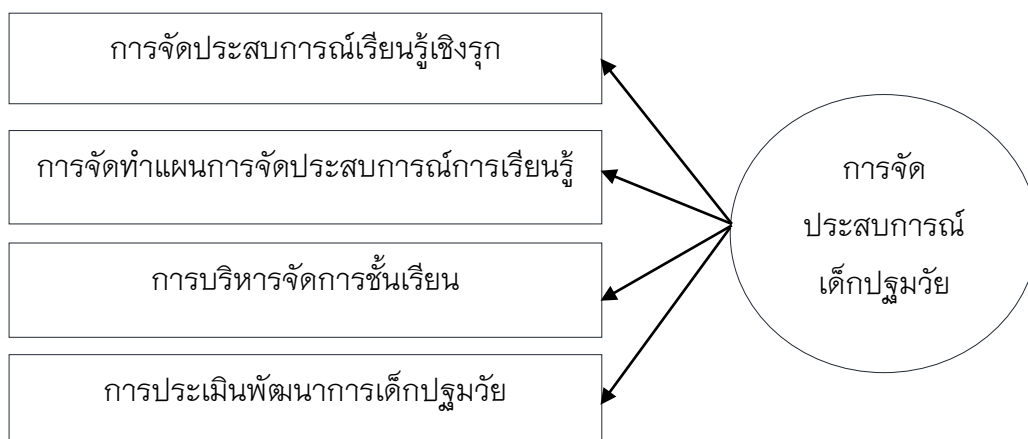 การจัดประสบการณ์เรียนรู้เชิงรุก
การจัดทำแผนการจัดประสบการณ์การเรียนรู้
การบริหารจัดการชั้นเรียน
การประเมินพัฒนาการเด็กปฐมวัย
การจัด
ประสบการณ์
เด็กปฐมวัย